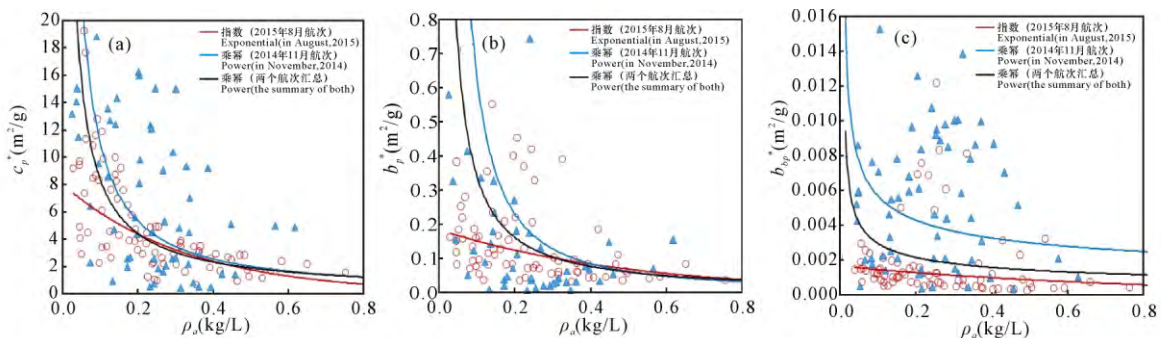 (a)
指数 (2015年8月航次)
Exponential(in August,2015)
乘幂 (2014年11月航次)
Power(in November,2014)
乘幂 (两个航次汇总)
Power(the summary of both)
20
18
16
14
12
10
8
6
4
2
0
c_p^*(m²/g)
0.0 0.2 0.4 0.6 0.8
ρ_a(kg/L)
(b)
指数 (2015年8月航次)
Exponential(in August,2015)
乘幂 (2014年11月航次)
Power(in November,2014)
乘幂 (两个航次汇总)
Power(the summary of both)
0.8
0.7
0.6
0.5
0.4
0.3
0.2
0.1
0.0
b_p^*(m²/g)
0.0 0.2 0.4 0.6 0.8
ρ_a(kg/L)
(c)
指数 (2015年8月航次)
Exponential(in August,2015)
乘幂 (2014年11月航次)
Power(in November,2014)
乘幂 (两个航次汇总)
Power(the summary of both)
0.016
0.014
0.012
0.010
0.008
0.006
0.004
0.002
0.000
b_bp^*(m²/g)
0.0 0.2 0.4 0.6 0.8
ρ_a(kg/L)